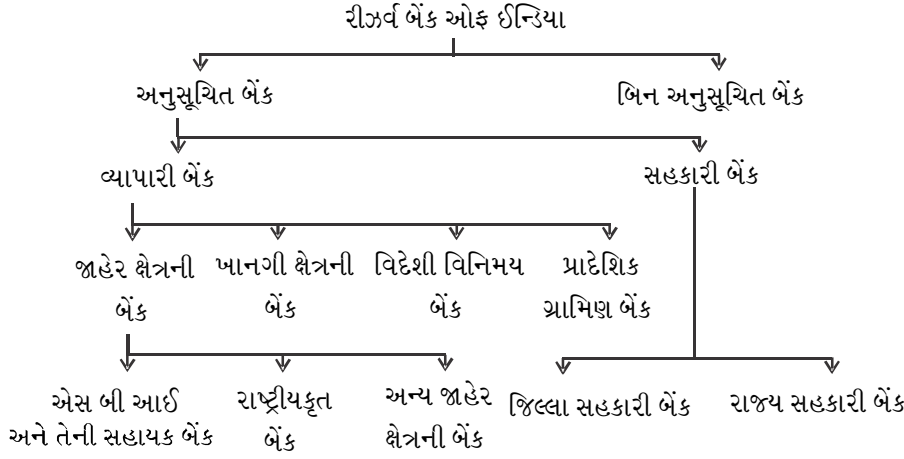 રીઝર્વ બેંક ઓફ ઈન્ડિયા
અનુસૂચિત બેંક
બિન અનુસૂચિત બેંક
વ્યાપારી બેંક
સહકારી બેંક
જાહેર ક્ષેત્રની
બેંક
ખાનગી ક્ષેત્રની
બેંક
વિદેશી વિનિમય
બેંક
પ્રાદેશિક
ગ્રામિણ બેંક
એસ બી આઈ
અને તેની સહાયક બેંક
રાષ્ટ્રીયકૃત
બેંક
અન્ય જાહેર
ક્ષેત્રની બેંક
જિલ્લા સહકારી બેંક
રાજ્ય સહકારી બેંક